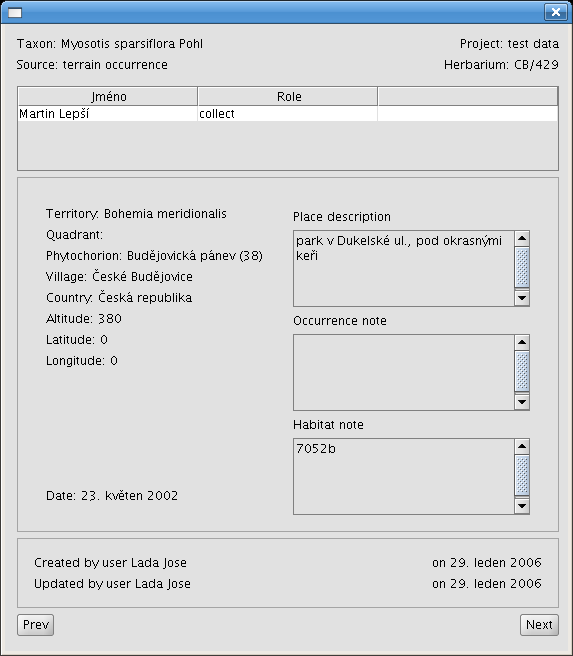 Taxon: Myosotis sparsiflora Pohl
Project: test data
Source: terrain occurrence
Herbarium: CB/429
Jméno
Role
Martin Lepší
collect
Territory: Bohemia meridionalis
Quadrant:
Phytochorion: Budějovická pánev (38)
Village: České Budějovice
Country: Česká republika
Altitude: 380
Latitude: 0
Longitude: 0
Date: 23. květen 2002
Place description
park v Dukelské ul., pod okrasnými
keři
Occurrence note
Habitat note
7052b
Created by user Lada Jose
on 29. leden 2006
Updated by user Lada Jose
on 29. leden 2006
Prev
Next